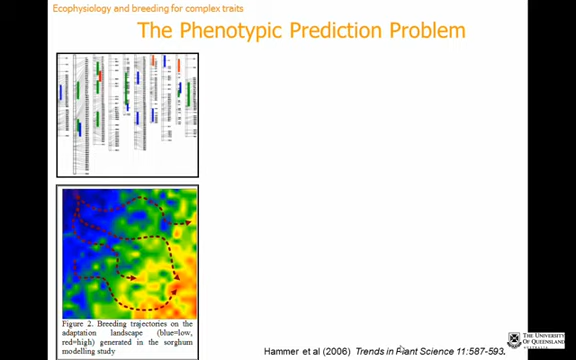 Ecophysiology and breeding for complex traits
The Phenotypic Prediction Problem
Figure 2. Breeding trajectories on the
adaptation landscape (blue=low,
red=high) generated in the sorghum
modelling study
Hammer et al (2006) Trends in Plant Science 11:587-593.
THE UNIVERSITY
OF QUEENSLAND
AUSTRALIA